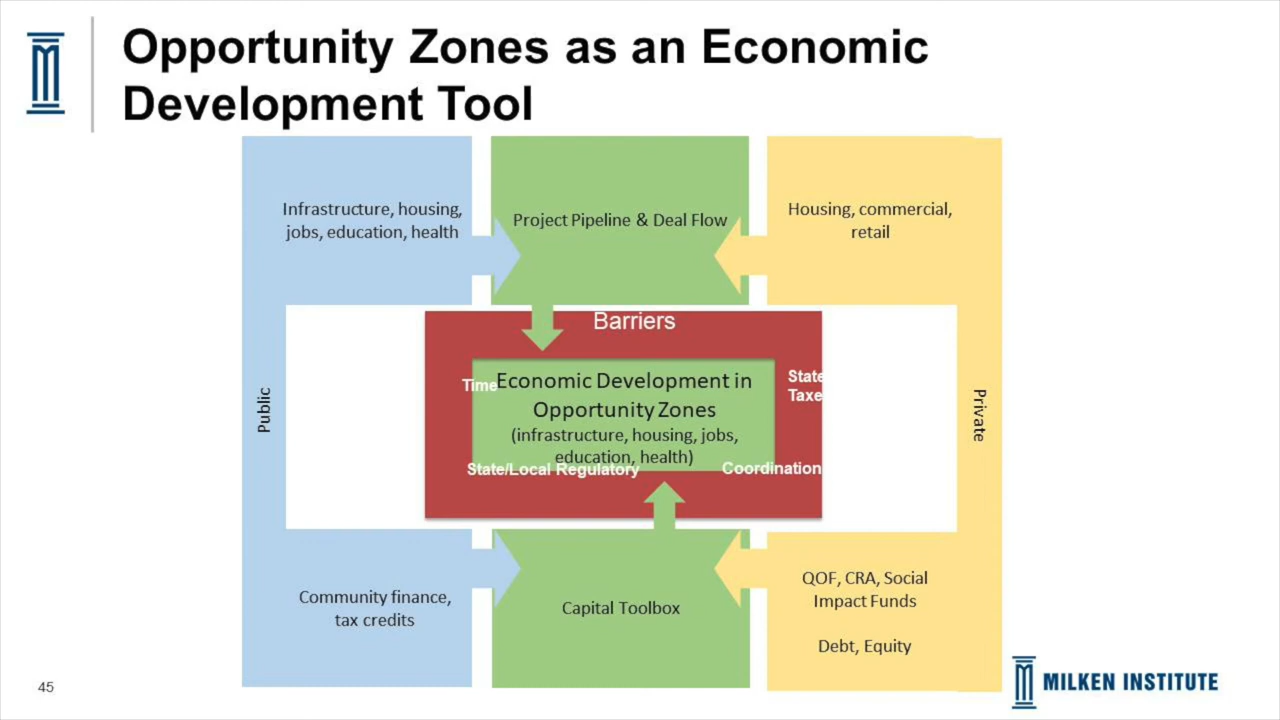 Opportunity Zones as an Economic
Development Tool
Infrastructure, housing,
jobs, education, health
Project Pipeline & Deal Flow
Housing, commercial,
retail
Barriers
Public
Time
Economic Development in
Opportunity Zones
(infrastructure, housing, jobs,
education, health)
State
Taxe
State/Local Regulatory
Coordination
Private
Community finance,
tax credits
Capital Toolbox
QOF, CRA, Social
Impact Funds
Debt, Equity
45
MILKEN INSTITUTE